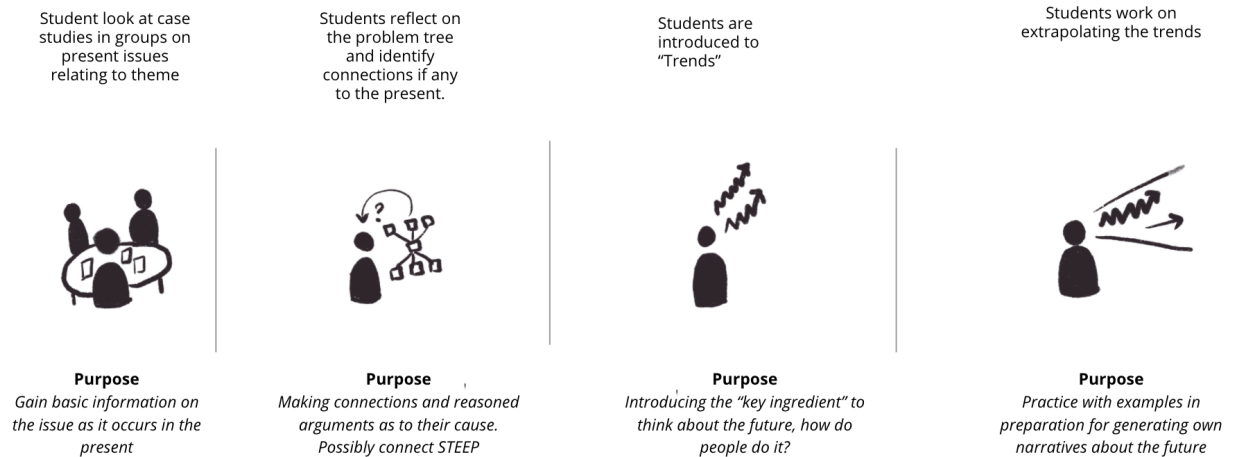 Student look at case
studies in groups on
present issues
relating to theme
Students reflect on
the problem tree
and identify
connections if any
to the present.
Students are
introduced to
“Trends”
Students work on
extrapolating the trends
?
Purpose
Gain basic information on
the issue as it occurs in the
present
Purpose
Making connections and reasoned
arguments as to their cause.
Possibly connect STEEP
Purpose
Introducing the “key ingredient” to
think about the future, how do
people do it?
Purpose
Practice with examples in
preparation for generating own
narratives about the future